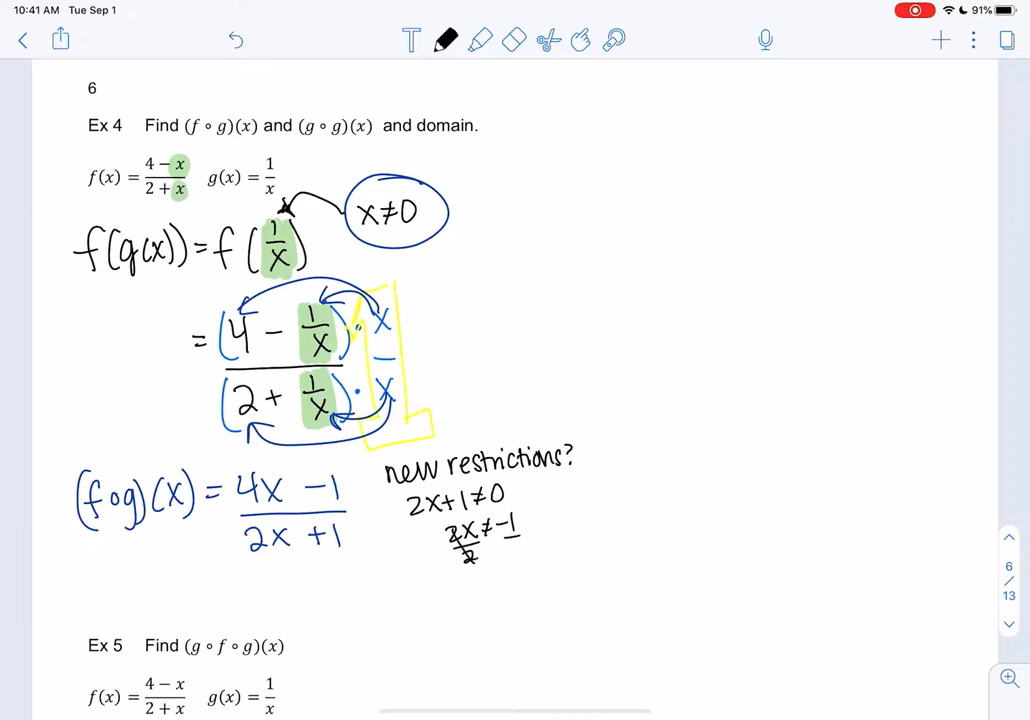 10:41 AM Tue Sep 1 91%
T
6
Ex 4 Find (f ∘ g)(x) and (g ∘ g)(x) and domain.
f(x) = (4 − x)/(2 + x) g(x) = 1/x
x ≠ 0
f(g(x)) = f(1/x)
= (4 − 1/x) · x / (2 + 1/x) · x
new restrictions?
(f∘g)(x) = (4x − 1)/(2x + 1)
2x + 1 ≠ 0
2x/2 ≠ −1
Ex 5 Find (g ∘ f ∘ g)(x)
f(x) = (4 − x)/(2 + x) g(x) = 1/x
6
/
13